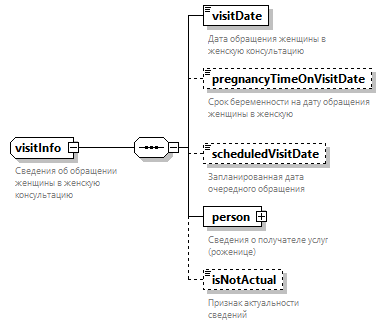 visitDate
Дата обращения женщины в
женскую консультацию
pregnancyTimeOnVisitDate
Срок беременности на дату обращения
женщины в женскую
visitInfo
Сведения об обращении
женщины в женскую
консультацию
scheduledVisitDate
Запланированная дата
очередного обращения
person
Сведения о получателе услуг
(роженице)
isNotActual
Признак актуальности
сведений